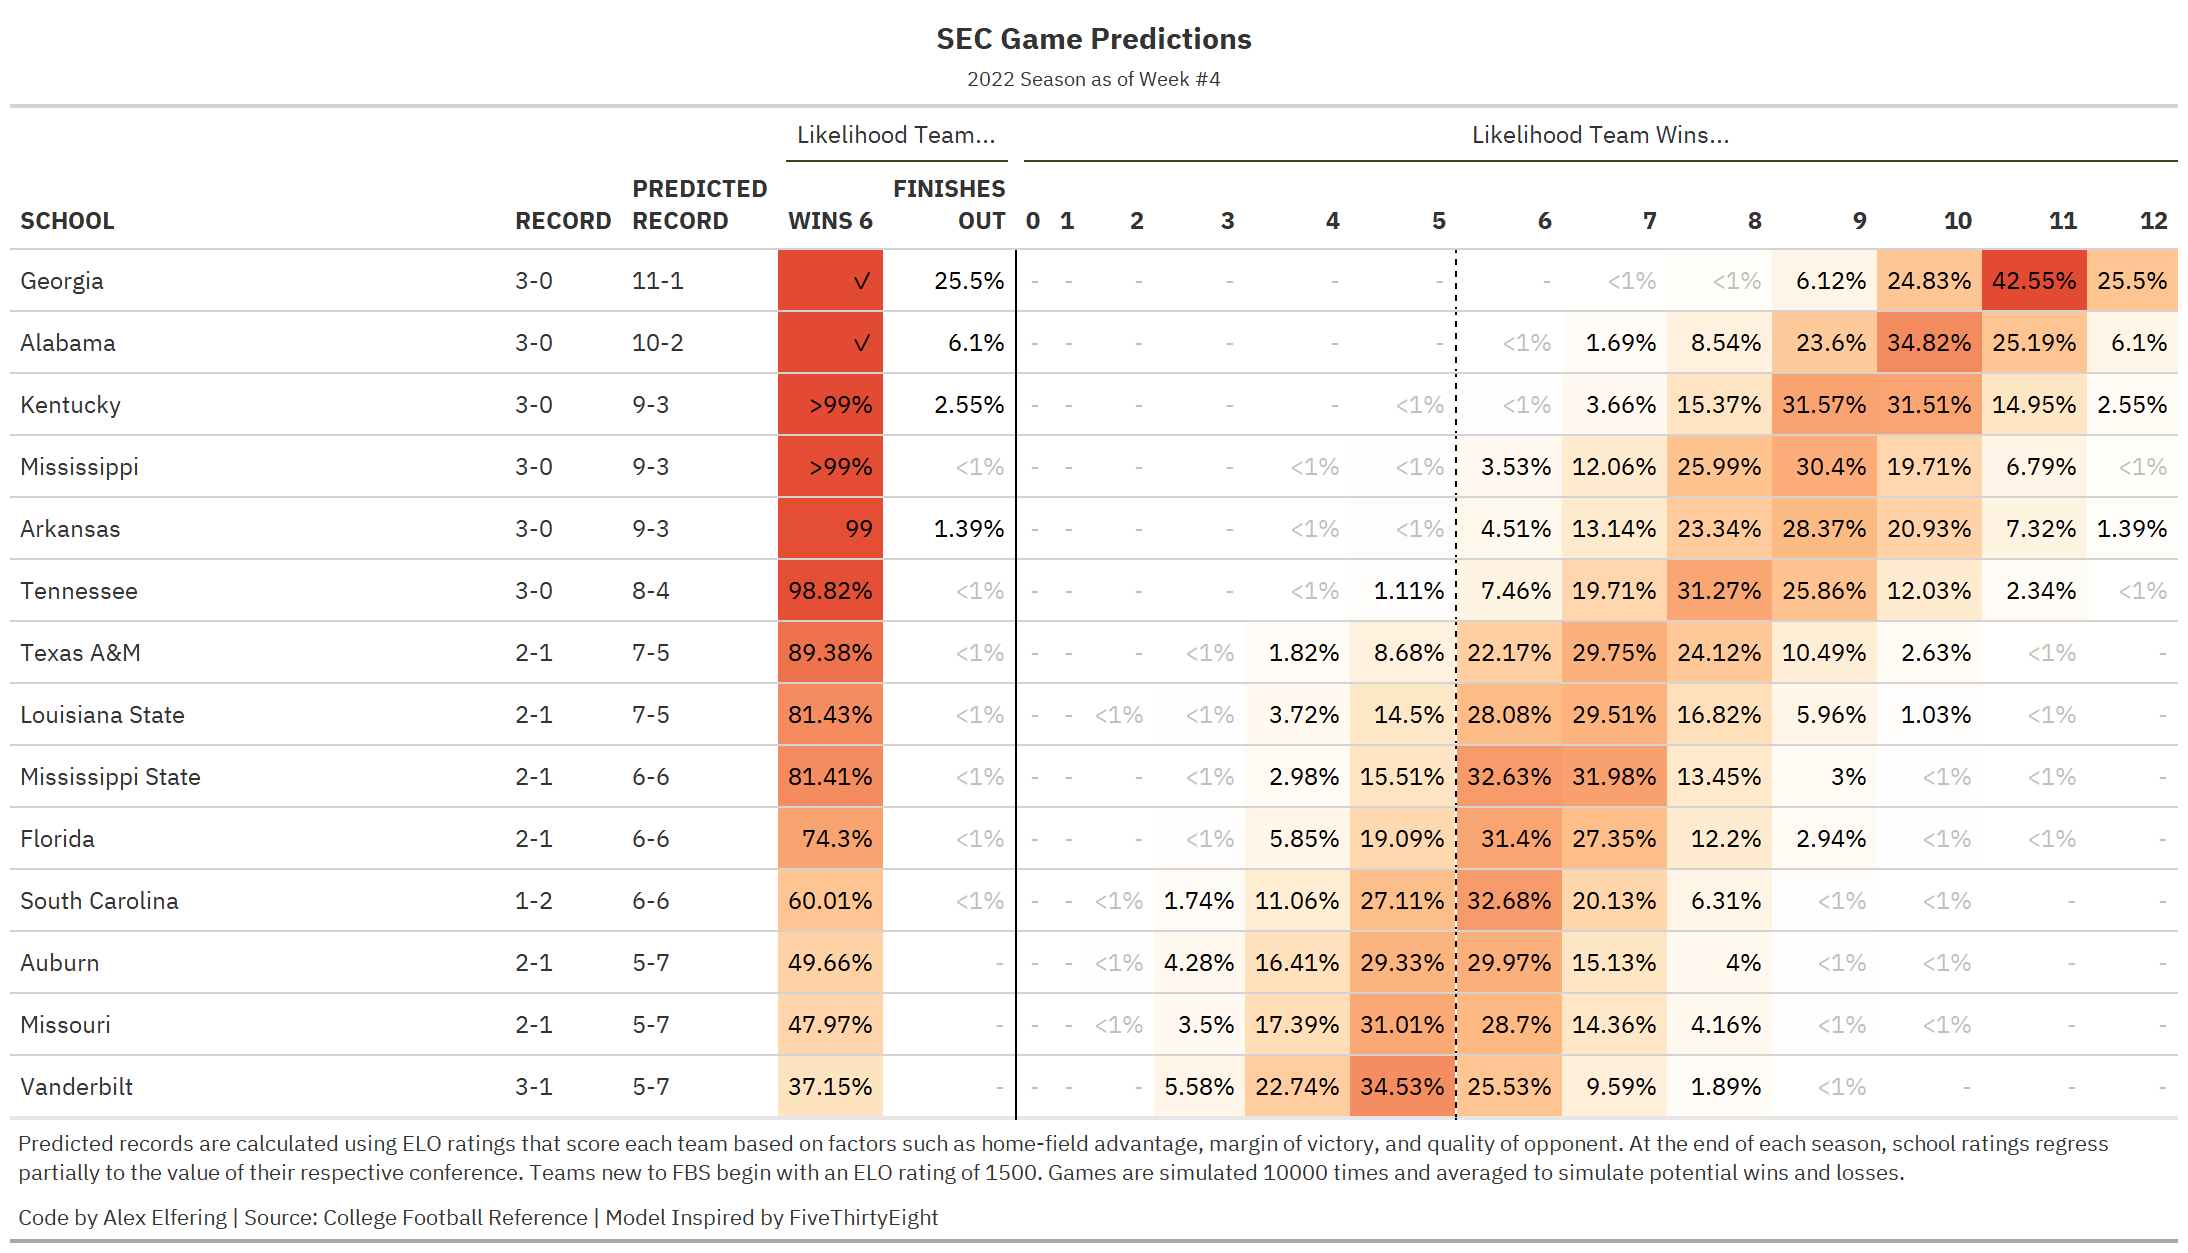 SEC Game Predictions
2022 Season as of Week #4
Likelihood Team... Likelihood Team Wins...
SCHOOL RECORD PREDICTED RECORD WINS 6 FINISHES OUT 0 1 2 3 4 5 6 7 8 9 10 11 12
Georgia 3-0 11-1 ✓ 25.5% - - - - - - - <1% <1% 6.12% 24.83% 42.55% 25.5%
Alabama 3-0 10-2 ✓ 6.1% - - - - - - <1% 1.69% 8.54% 23.6% 34.82% 25.19% 6.1%
Kentucky 3-0 9-3 >99% 2.55% - - - - - <1% <1% 3.66% 15.37% 31.57% 31.51% 14.95% 2.55%
Mississippi 3-0 9-3 >99% <1% - - - - <1% <1% 3.53% 12.06% 25.99% 30.4% 19.71% 6.79% <1%
Arkansas 3-0 9-3 99 1.39% - - - - <1% <1% 4.51% 13.14% 23.34% 28.37% 20.93% 7.32% 1.39%
Tennessee 3-0 8-4 98.82% <1% - - - - <1% 1.11% 7.46% 19.71% 31.27% 25.86% 12.03% 2.34% <1%
Texas A&M 2-1 7-5 89.38% <1% - - - <1% 1.82% 8.68% 22.17% 29.75% 24.12% 10.49% 2.63% <1% -
Louisiana State 2-1 7-5 81.43% <1% - - <1% <1% 3.72% 14.5% 28.08% 29.51% 16.82% 5.96% 1.03% <1% -
Mississippi State 2-1 6-6 81.41% <1% - - - <1% 2.98% 15.51% 32.63% 31.98% 13.45% 3% <1% <1% -
Florida 2-1 6-6 74.3% <1% - - - <1% 5.85% 19.09% 31.4% 27.35% 12.2% 2.94% <1% <1% -
South Carolina 1-2 6-6 60.01% <1% - - <1% 1.74% 11.06% 27.11% 32.68% 20.13% 6.31% <1% <1% - -
Auburn 2-1 5-7 49.66% - - - <1% 4.28% 16.41% 29.33% 29.97% 15.13% 4% <1% <1% - -
Missouri 2-1 5-7 47.97% - - - <1% 3.5% 17.39% 31.01% 28.7% 14.36% 4.16% <1% <1% - -
Vanderbilt 3-1 5-7 37.15% - - - - 5.58% 22.74% 34.53% 25.53% 9.59% 1.89% <1% - - -
Predicted records are calculated using ELO ratings that score each team based on factors such as home-field advantage, margin of victory, and quality of opponent. At the end of each season, school ratings regress
partially to the value of their respective conference. Teams new to FBS begin with an ELO rating of 1500. Games are simulated 10000 times and averaged to simulate potential wins and losses.
Code by Alex Elfering | Source: College Football Reference | Model Inspired by FiveThirtyEight